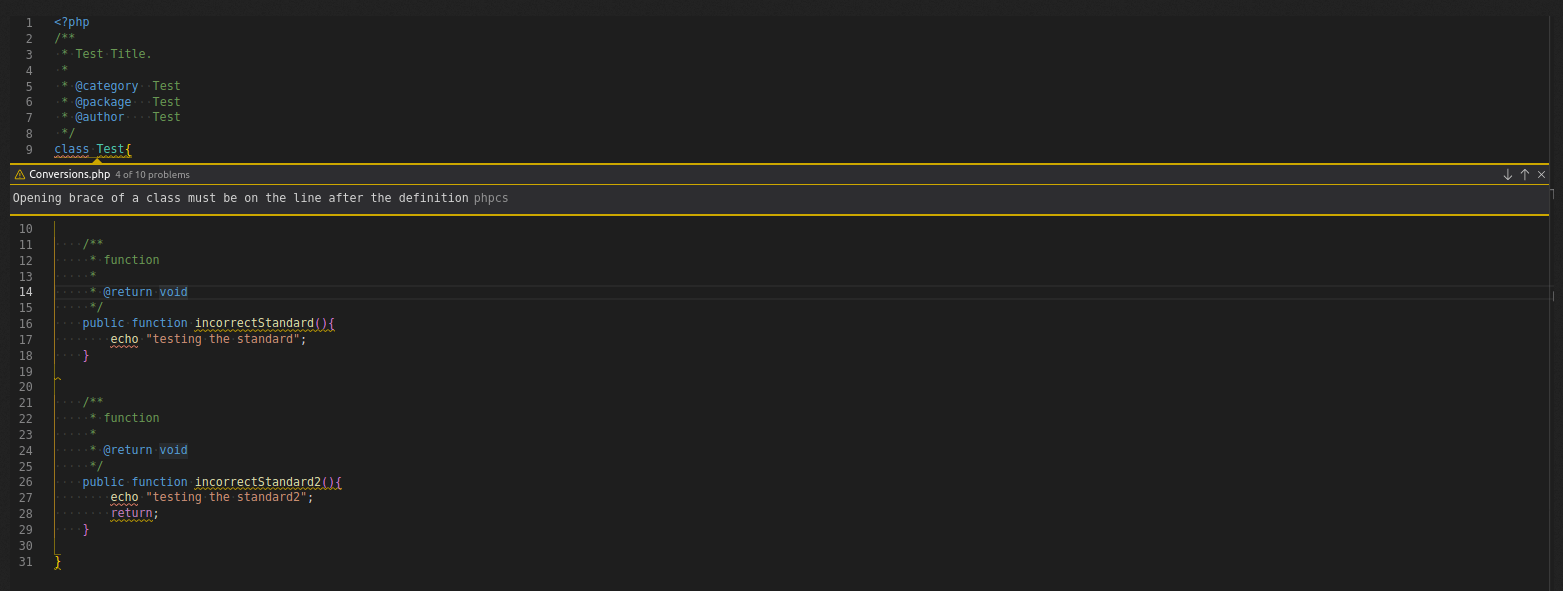 1 <?php
2 /**
3  * Test Title.
4  *
5  * @category  Test
6  * @package   Test
7  * @author    Test
8  */
9 class Test{
Conversions.php 4 of 10 problems
Opening brace of a class must be on the line after the definition phpcs
10
11     /**
12      * function
13      *
14      * @return void
15      */
16     public function incorrectStandard(){
17         echo "testing the standard";
18     }
19
20
21     /**
22      * function
23      *
24      * @return void
25      */
26     public function incorrectStandard2(){
27         echo "testing the standard2";
28         return;
29     }
30
31 }